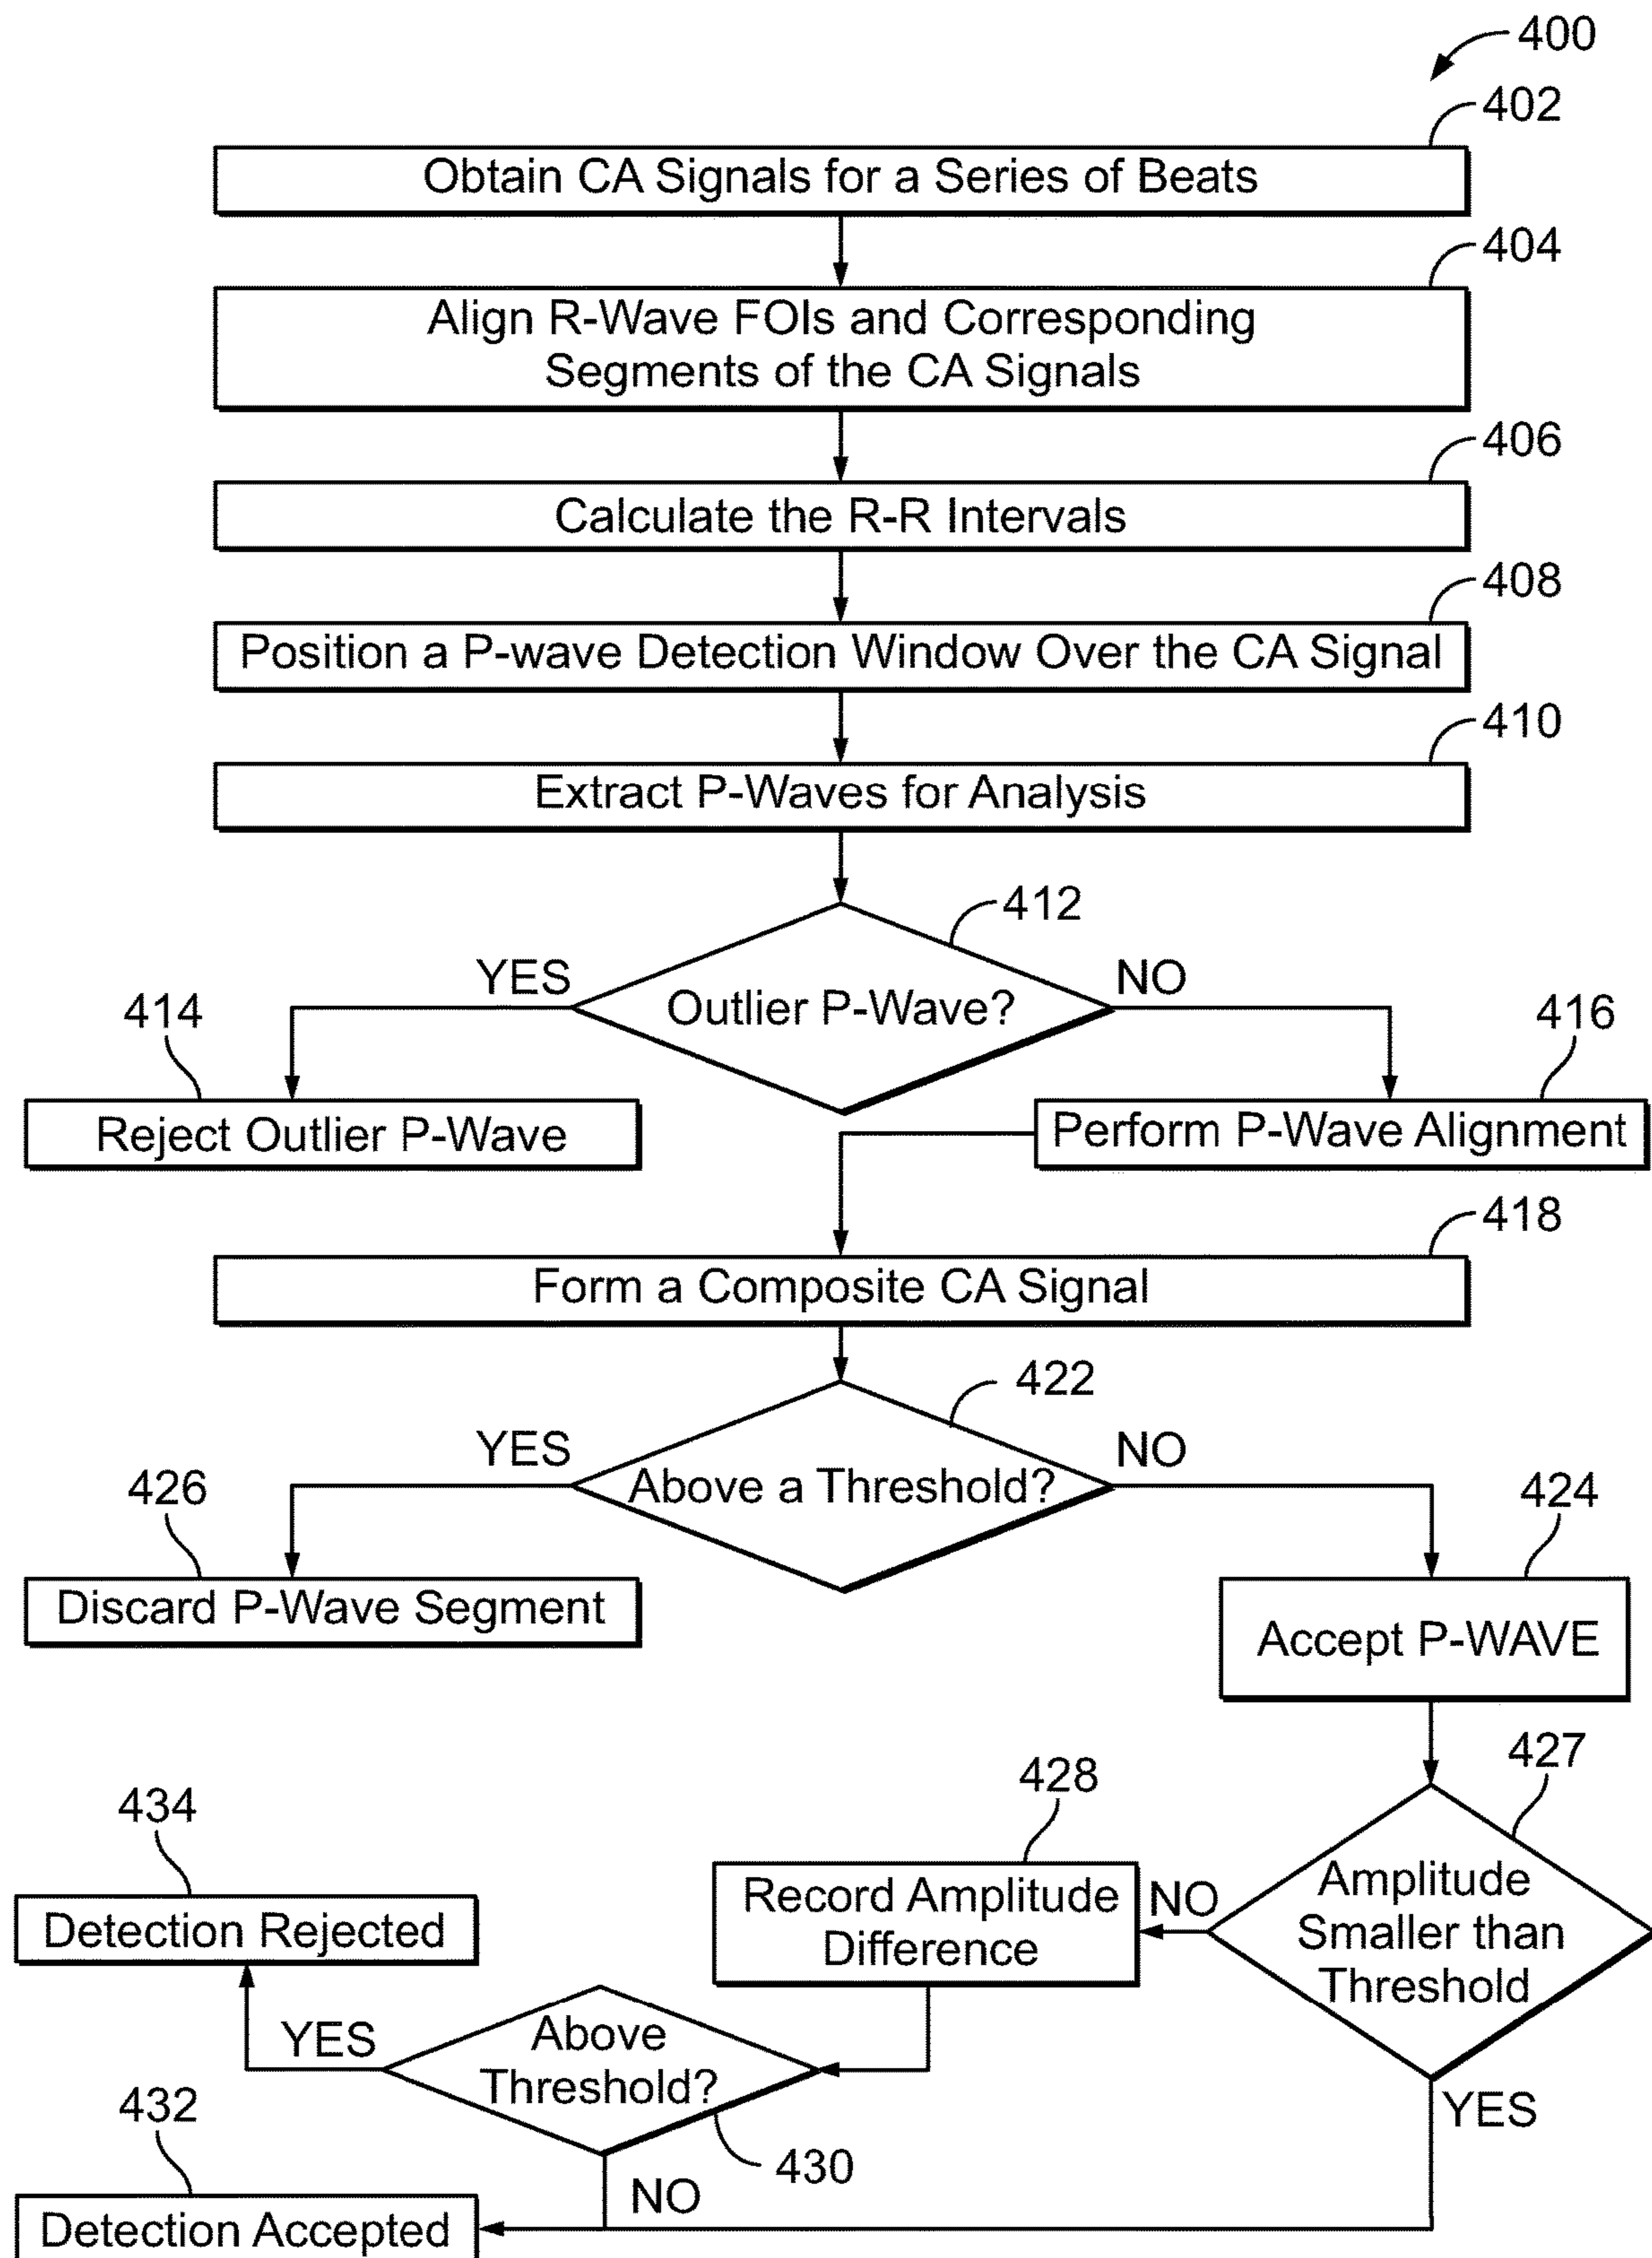 400
402
Obtain CA Signals for a Series of Beats
404
Align R-Wave FOIs and Corresponding
Segments of the CA Signals
406
Calculate the R-R Intervals
408
Position a P-wave Detection Window Over the CA Signal
410
Extract P-Waves for Analysis
412
YES
NO
Outlier P-Wave?
414
416
Reject Outlier P-Wave
Perform P-Wave Alignment
418
Form a Composite CA Signal
422
YES
NO
Above a Threshold?
426
424
Discard P-Wave Segment
Accept P-WAVE
427
428
434
Record Amplitude
Difference
NO
Amplitude
Smaller than
Threshold
Detection Rejected
YES
Above
Threshold?
432
430
YES
NO
Detection Accepted